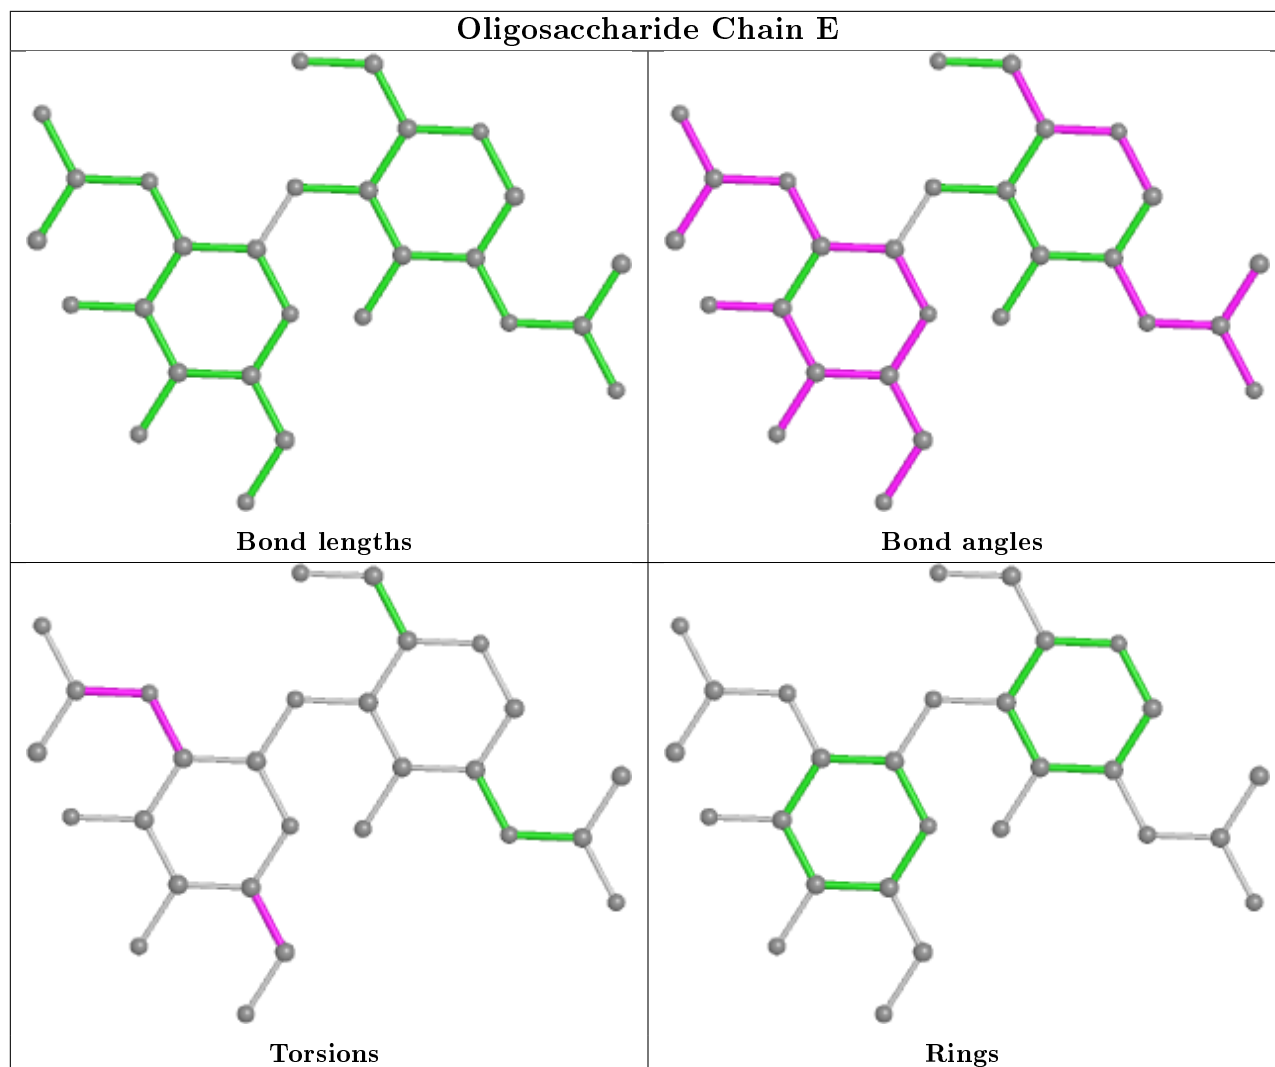 Oligosaccharide Chain E
Bond lengths
Bond angles
Torsions
Rings